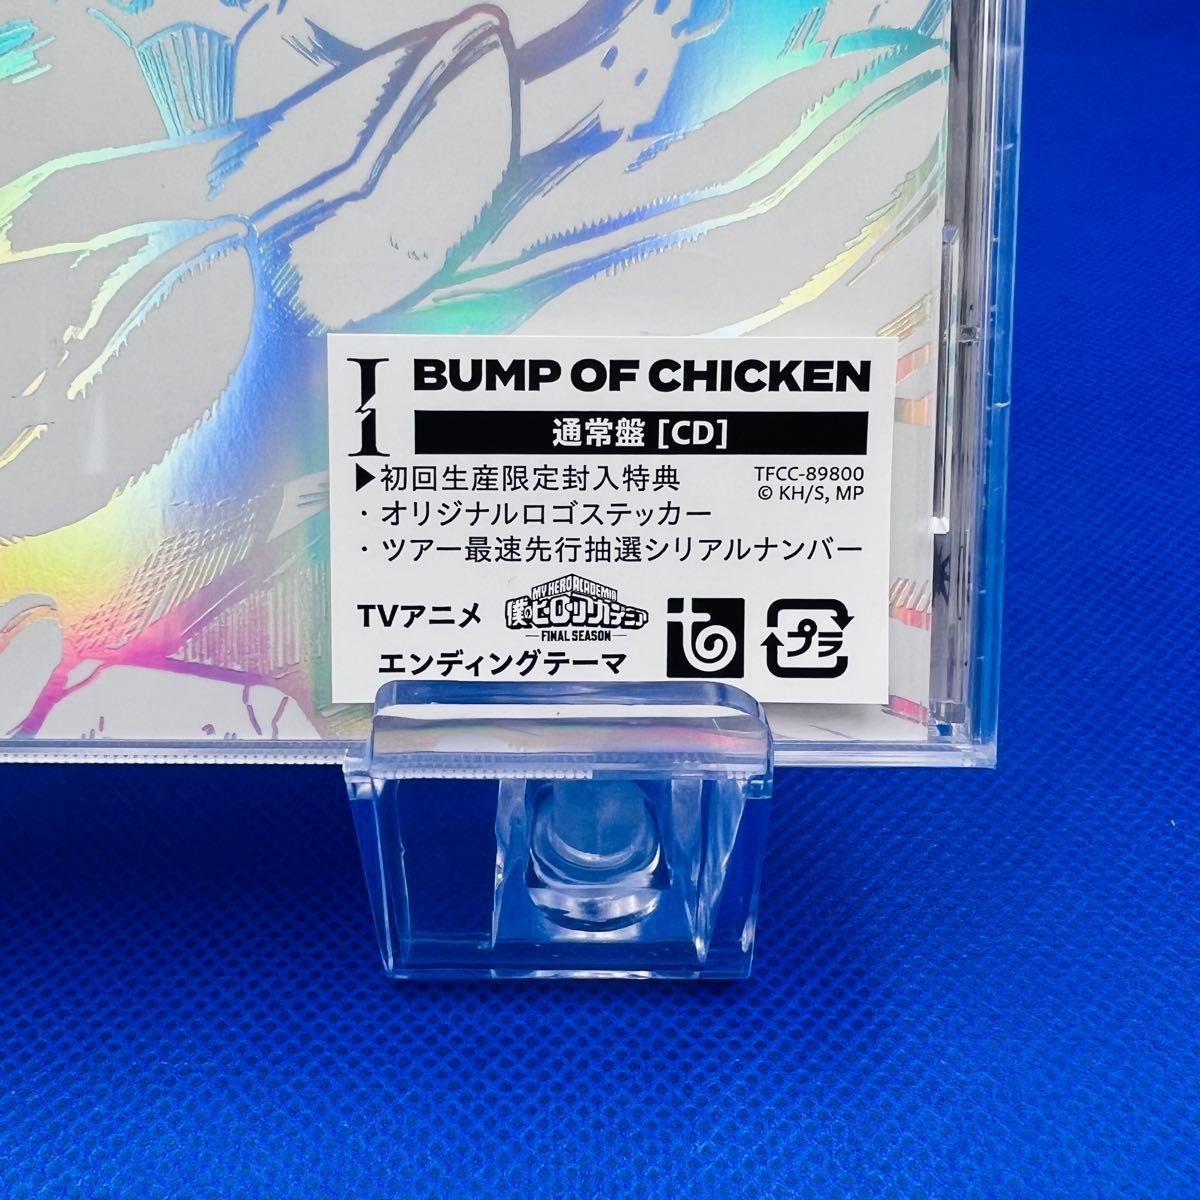 I
BUMP OF CHICKEN
通常盤 [CD]
▶初回生産限定封入特典
TFCC-89800
© KH/S, MP
・オリジナルロゴステッカー
・ツアー最速先行抽選シリアルナンバー
TVアニメ
MY HERO ACADEMIA
僕のヒーローアカデミア
FINAL SEASON
エンディングテーマ
プラ